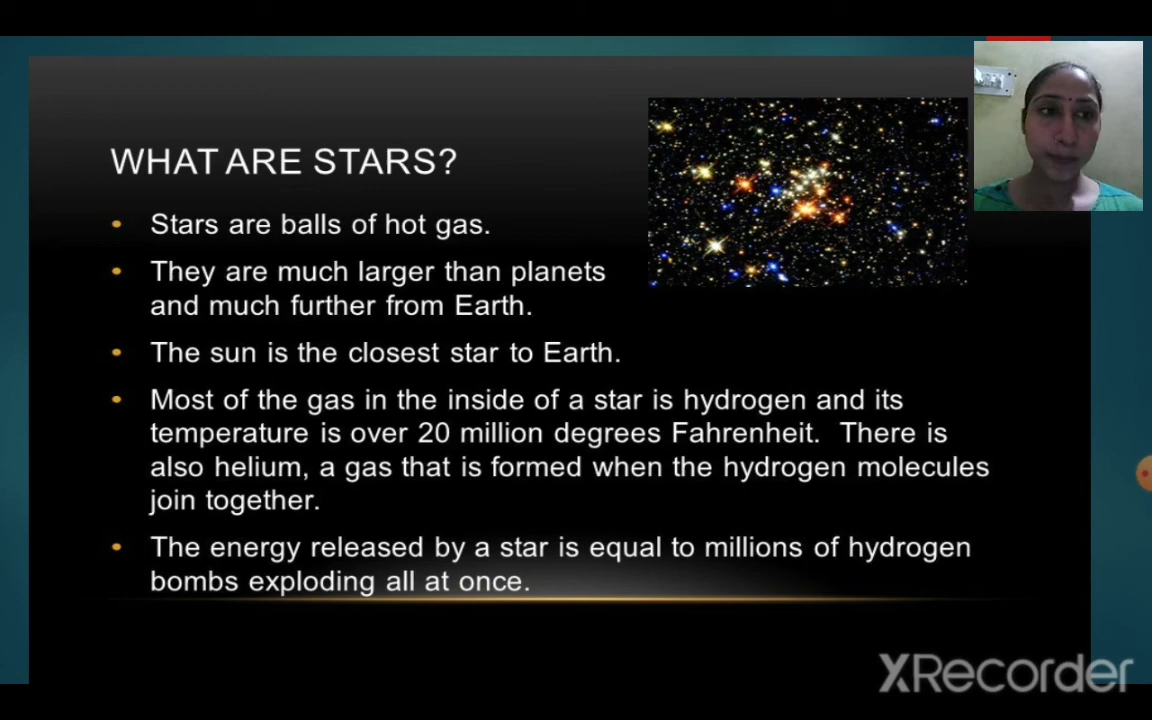 WHAT ARE STARS?
Stars are balls of hot gas.
They are much larger than planets
and much further from Earth.
The sun is the closest star to Earth.
Most of the gas in the inside of a star is hydrogen and its
temperature is over 20 million degrees Fahrenheit. There is
also helium, a gas that is formed when the hydrogen molecules
join together.
The energy released by a star is equal to millions of hydrogen
bombs exploding all at once.
XRecorder